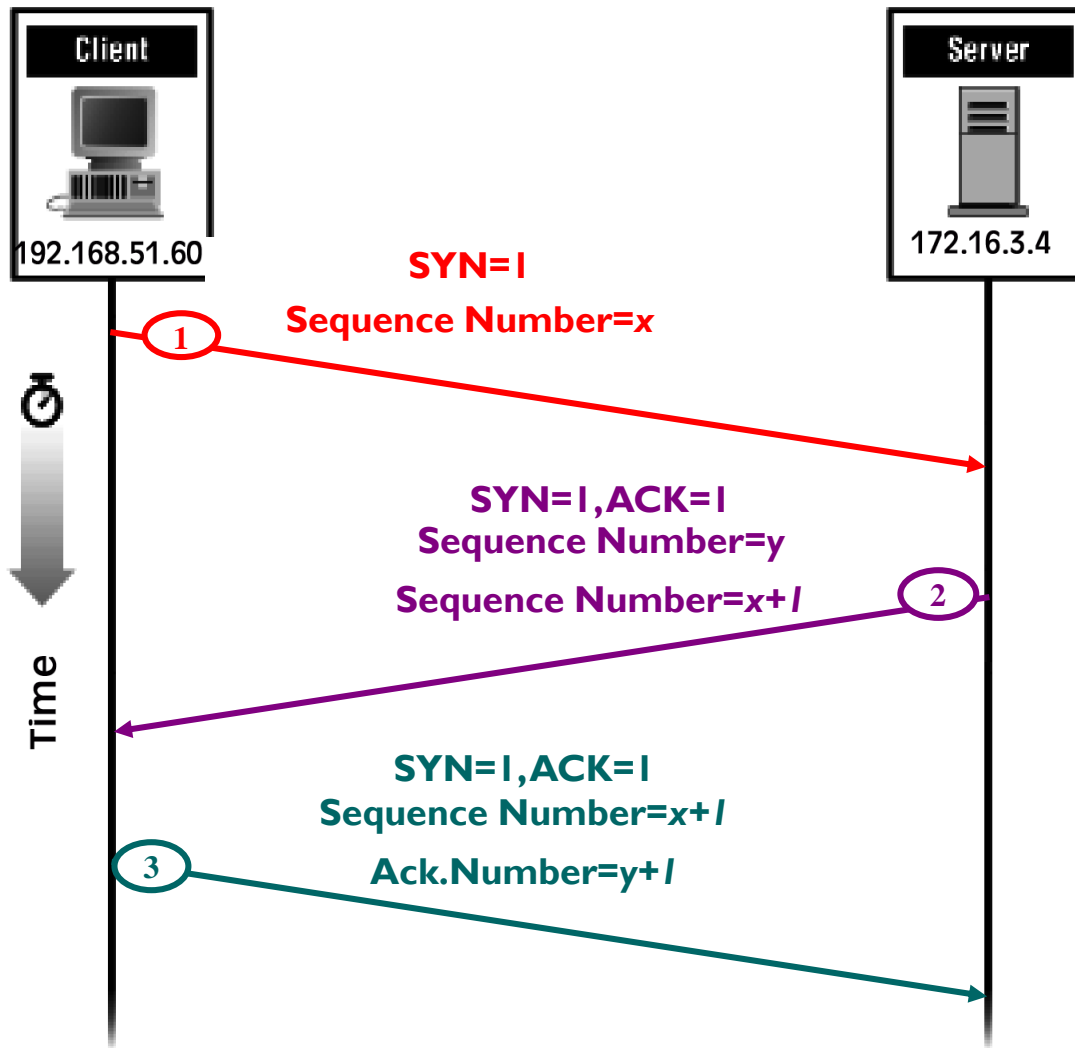 Client
Server
192.168.51.60
172.16.3.4
SYN=1
Sequence Number=x
1
SYN=1,ACK=1
Sequence Number=y
Sequence Number=x+1
2
Time
SYN=1,ACK=1
Sequence Number=x+1
Ack.Number=y+1
3